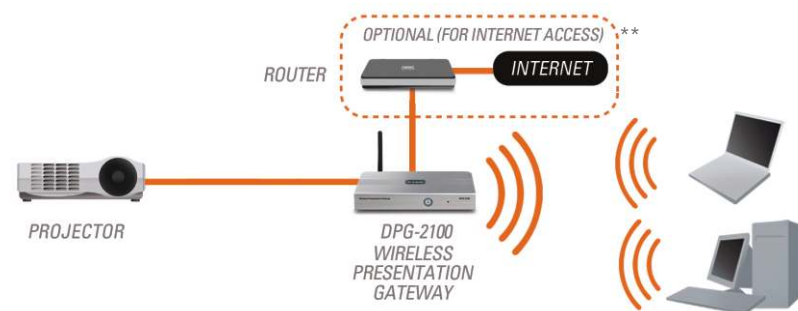 OPTIONAL (FOR INTERNET ACCESS) **
ROUTER
INTERNET
PROJECTOR
DPG-2100
WIRELESS
PRESENTATION
GATEWAY